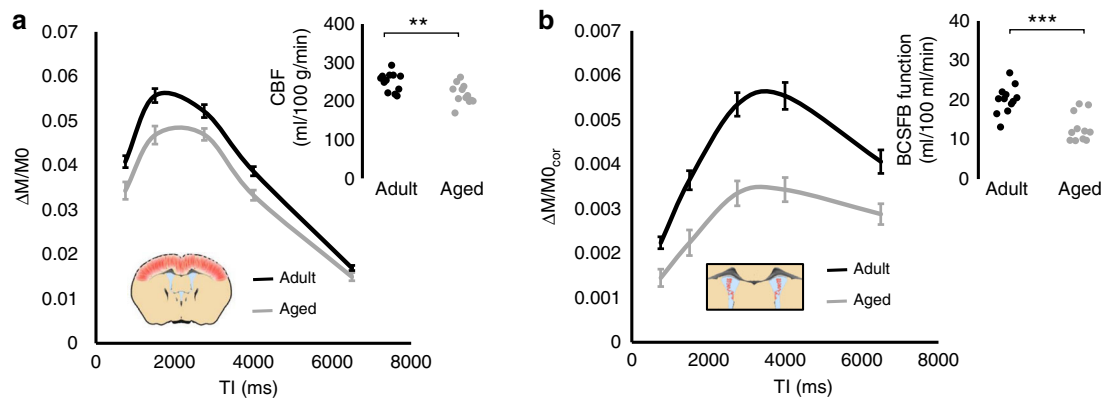 a
0.07
0.06
0.05
0.04
0.03
0.02
0.01
0
ΔM/M0
0 2000 4000 6000 8000
TI (ms)
Adult
Aged
CBF
(ml/100 g/min)
400
300
200
100
0
**
Adult Aged
b
0.007
0.006
0.005
0.004
0.003
0.002
0.001
0
ΔM/M0cor
0 2000 4000 6000 8000
TI (ms)
Adult
Aged
BCSFB function
(ml/100 ml/min)
40
30
20
10
0
***
Adult Aged